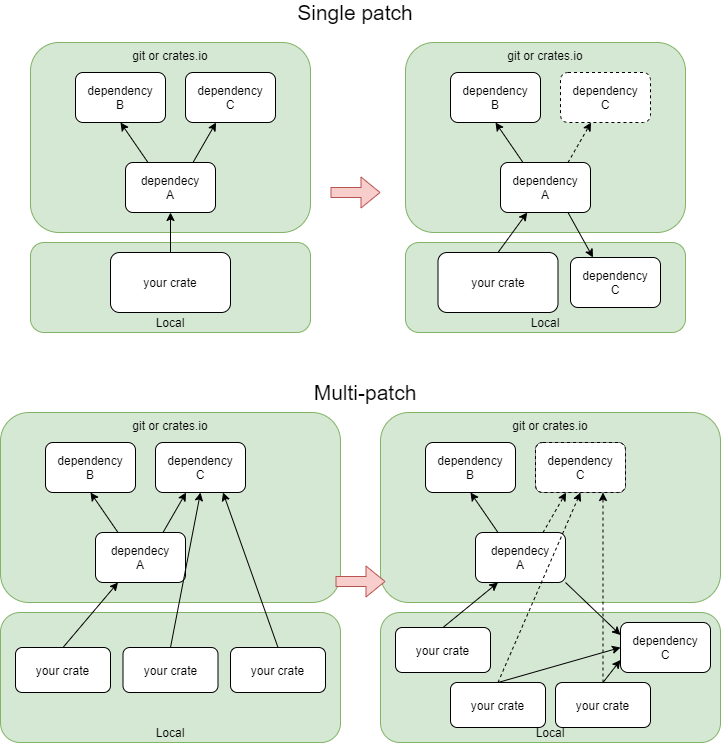 Single patch
git or crates.io
dependency
B
dependency
C
dependecy
A
your crate
Local
git or crates.io
dependency
B
dependency
C
dependecy
A
your crate
dependency
C
Local
Multi-patch
git or crates.io
dependency
B
dependency
C
dependecy
A
your crate
your crate
your crate
Local
git or crates.io
dependency
B
dependency
C
dependecy
A
your crate
dependency
C
your crate
your crate
Local